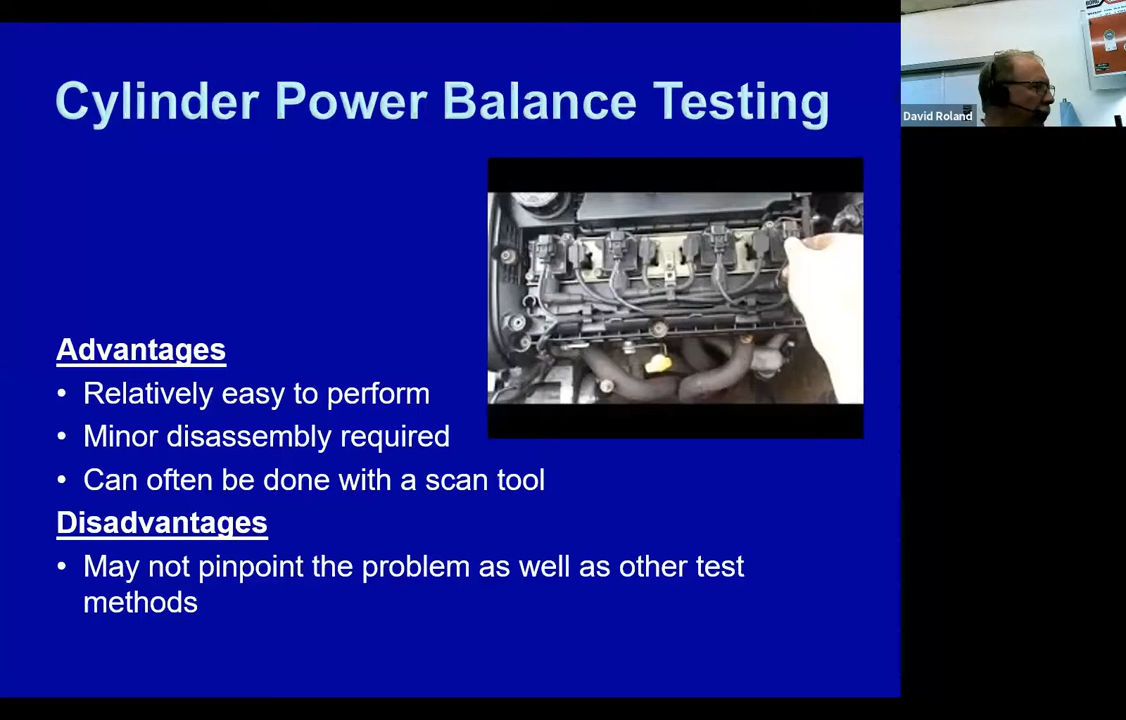 Cylinder Power Balance Testing
David Roland
Advantages
• Relatively easy to perform
• Minor disassembly required
• Can often be done with a scan tool
Disadvantages
• May not pinpoint the problem as well as other test
methods